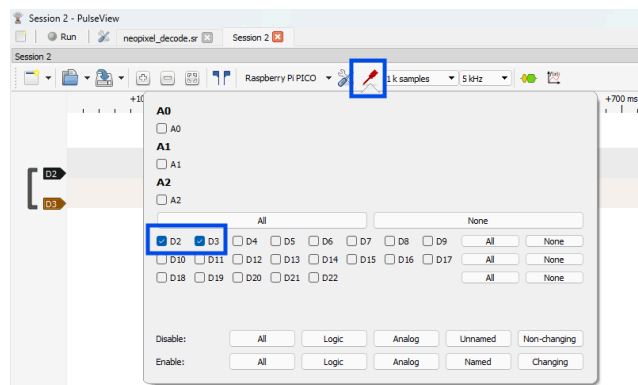 Session 2 - PulseView
Run neopixel_decode.sr Session 2
Session 2
Raspberry Pi PICO 1 k samples 5 kHz
+10 +700 ms
A0
A0
A1
A1
A2
A2
All None
D2 D3 D4 D5 D6 D7 D8 D9 All None
D10 D11 D12 D13 D14 D15 D16 D17 All None
D18 D19 D20 D21 D22 All None
D2
D3
Disable: All Logic Analog Unnamed Non-changing
Enable: All Logic Analog Named Changing